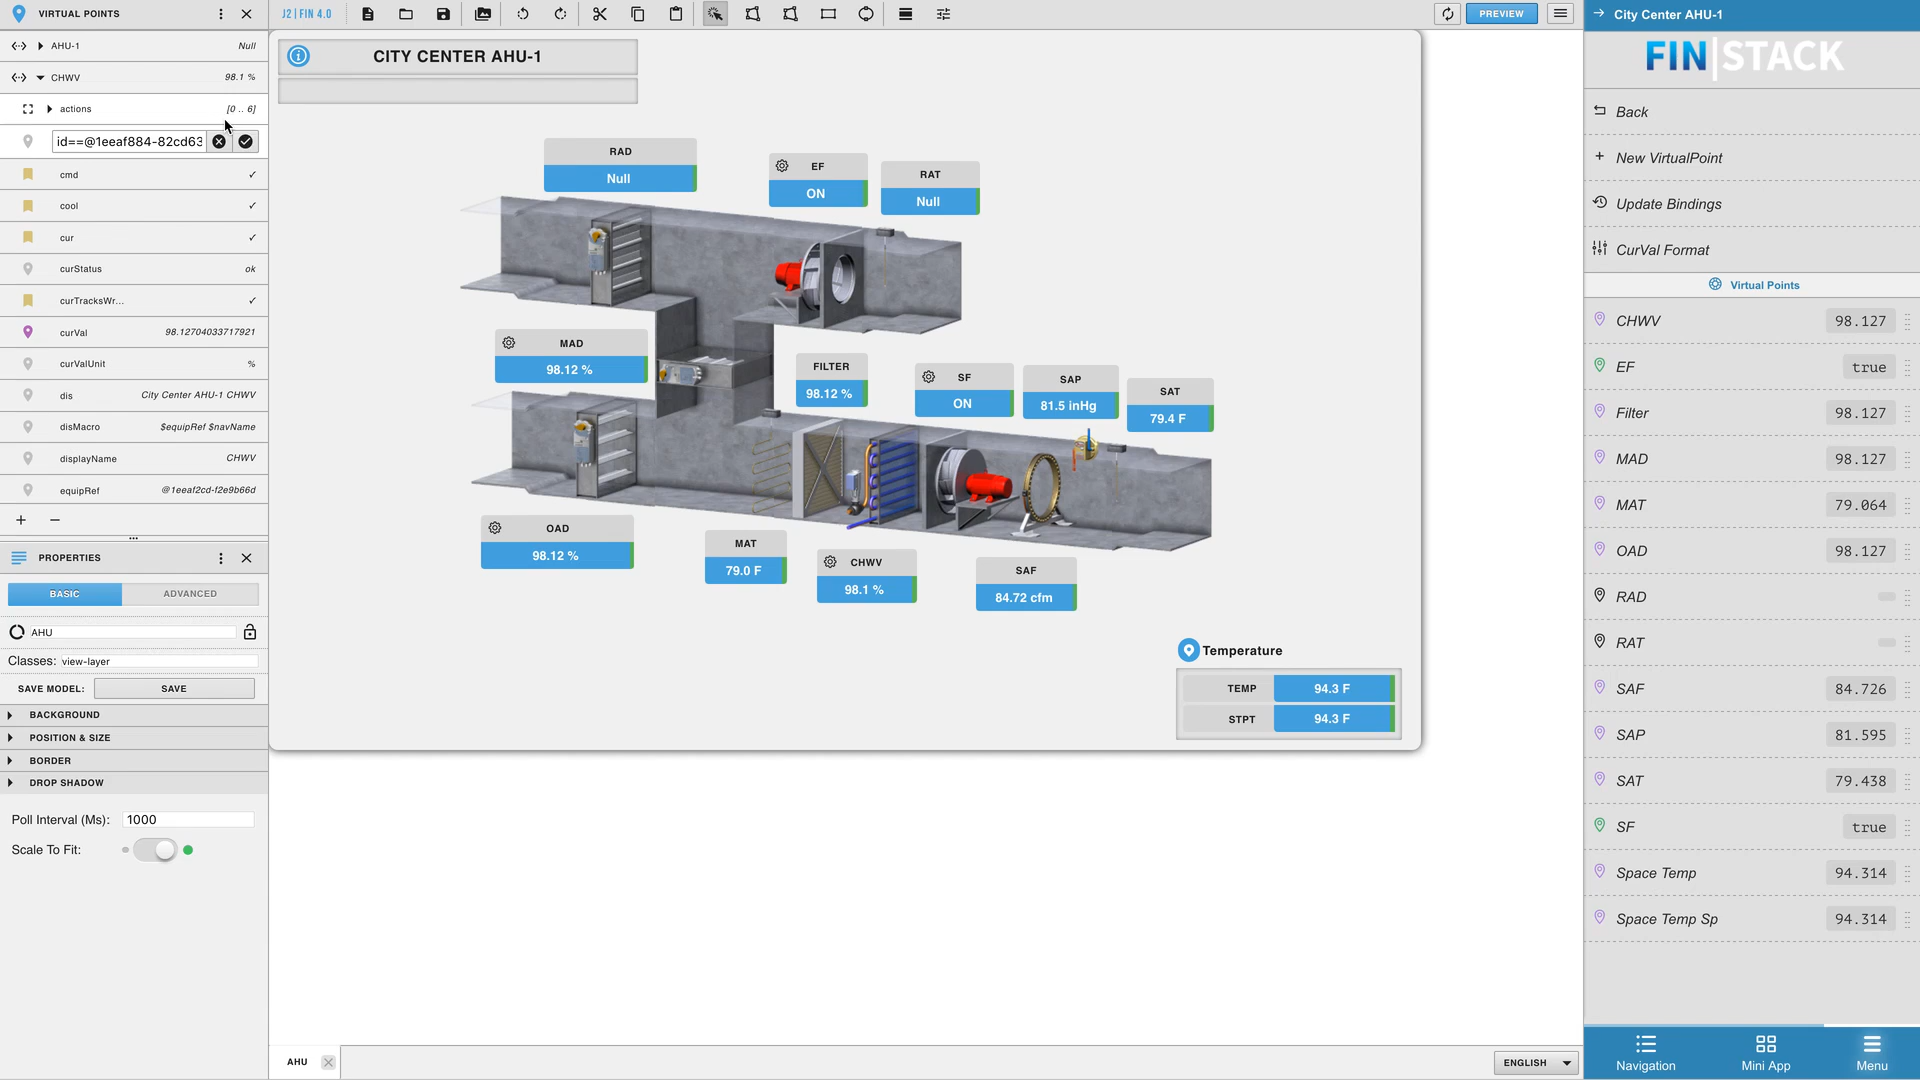 VIRTUAL POINTS
AHU-1 Null
CHWV 98.1 %
actions [0 .. 6]
id==@1eeaf884-82cd63
cmd ✓
cool ✓
cur ✓
curStatus ok
curTracksWr... ✓
curVal 98.12704033717921
curValUnit %
dis City Center AHU-1 CHWV
disMacro $equipRef $navName
displayName CHWV
equipRef @1eeaf2cd-f2e9b66d
PROPERTIES
BASIC ADVANCED
AHU
Classes: view-layer
SAVE MODEL: SAVE
BACKGROUND
POSITION & SIZE
BORDER
DROP SHADOW
Poll Interval (Ms): 1000
Scale To Fit:
J2 | FIN 4.0
PREVIEW
CITY CENTER AHU-1
RAD
Null
EF
ON
RAT
Null
MAD
98.12 %
FILTER
98.12 %
SF
ON
SAP
81.5 inHg
SAT
79.4 F
OAD
98.12 %
MAT
79.0 F
CHWV
98.1 %
SAF
84.72 cfm
Temperature
TEMP 94.3 F
STPT 94.3 F
AHU
ENGLISH
City Center AHU-1
FIN|STACK
Back
New VirtualPoint
Update Bindings
CurVal Format
Virtual Points
CHWV 98.127
EF true
Filter 98.127
MAD 98.127
MAT 79.064
OAD 98.127
RAD
RAT
SAF 84.726
SAP 81.595
SAT 79.438
SF true
Space Temp 94.314
Space Temp Sp 94.314
Navigation Mini App Menu